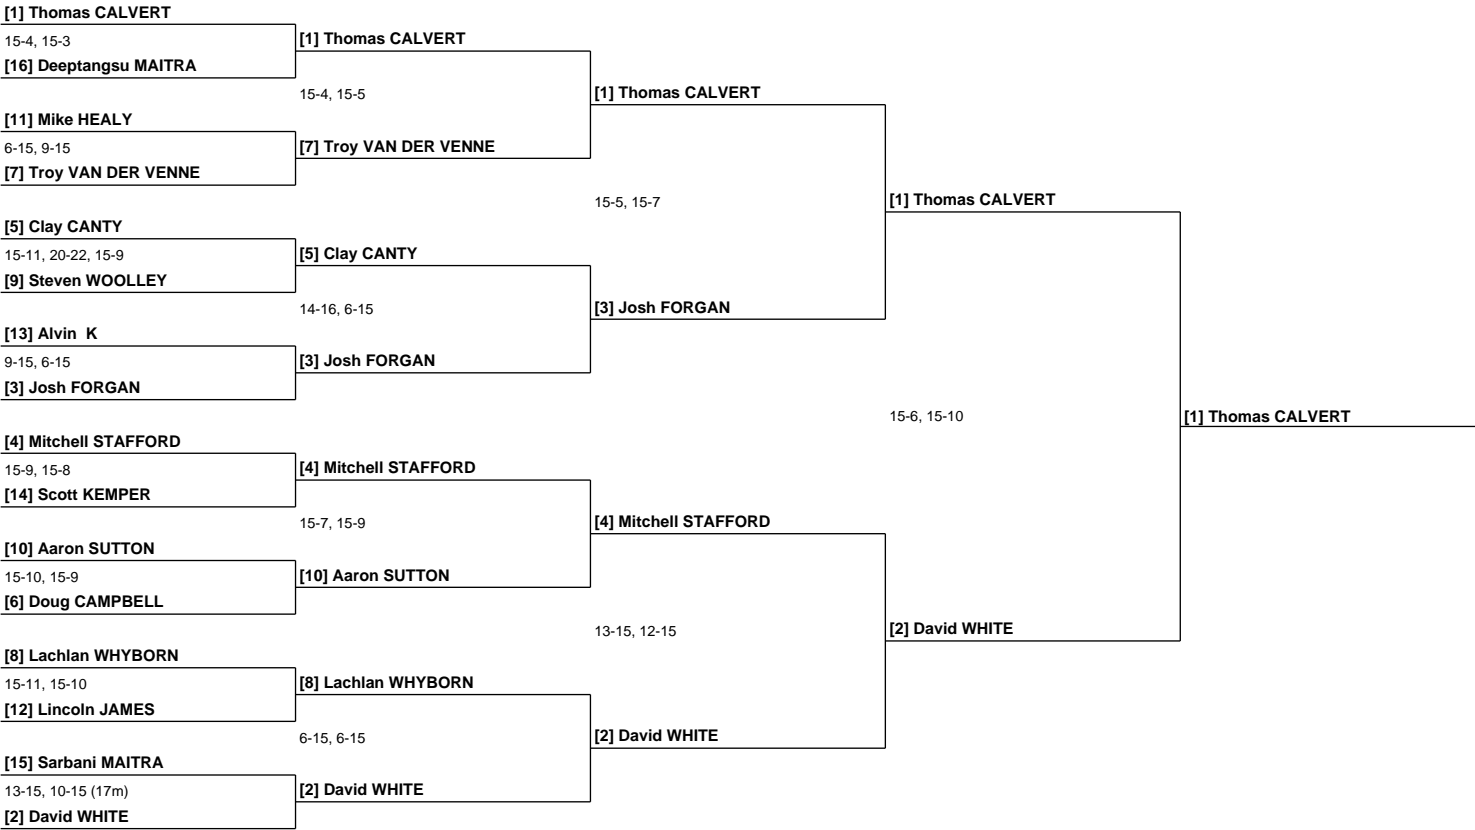 [1] Thomas CALVERT
15-4, 15-3
[16] Deeptangsu MAITRA
[11] Mike HEALY
6-15, 9-15
[7] Troy VAN DER VENNE
[5] Clay CANTY
15-11, 20-22, 15-9
[9] Steven WOOLLEY
[13] Alvin  K
9-15, 6-15
[3] Josh FORGAN
[4] Mitchell STAFFORD
15-9, 15-8
[14] Scott KEMPER
[10] Aaron SUTTON
15-10, 15-9
[6] Doug CAMPBELL
[8] Lachlan WHYBORN
15-11, 15-10
[12] Lincoln JAMES
[15] Sarbani MAITRA
13-15, 10-15 (17m)
[2] David WHITE
[1] Thomas CALVERT
15-4, 15-5
[7] Troy VAN DER VENNE
[5] Clay CANTY
14-16, 6-15
[3] Josh FORGAN
[4] Mitchell STAFFORD
15-7, 15-9
[10] Aaron SUTTON
[8] Lachlan WHYBORN
6-15, 6-15
[2] David WHITE
[1] Thomas CALVERT
15-5, 15-7
[3] Josh FORGAN
[4] Mitchell STAFFORD
13-15, 12-15
[2] David WHITE
[1] Thomas CALVERT
15-6, 15-10
[2] David WHITE
[1] Thomas CALVERT